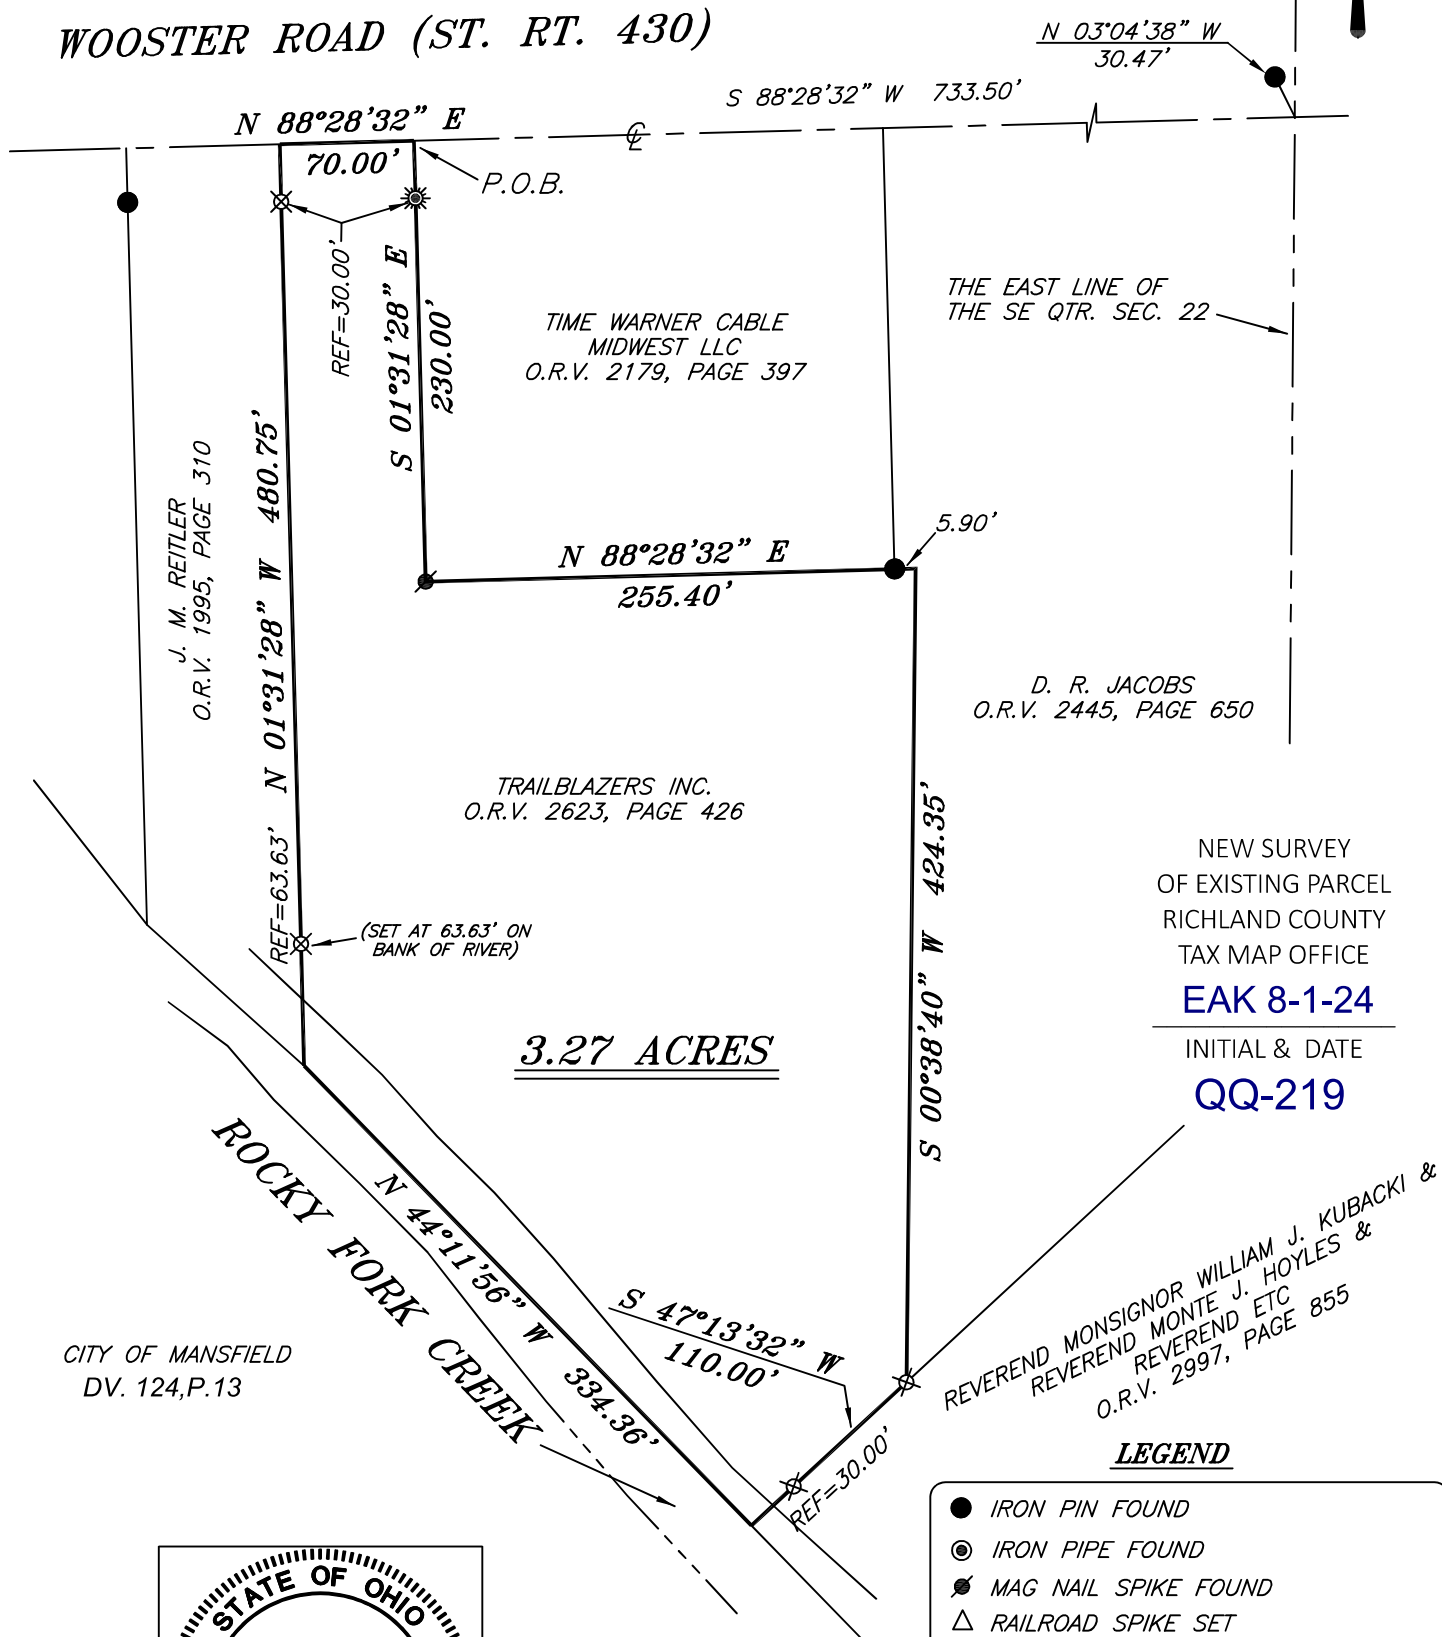 WOOSTER ROAD (ST. RT. 430)
N 03°04'38" W
30.47'
S 88°28'32" W 733.50'
N 88°28'32" E
70.00'
P.O.B.
REF=30.00'
S 01°31'28" E
230.00'
TIME WARNER CABLE
MIDWEST LLC
O.R.V. 2179, PAGE 397
THE EAST LINE OF
THE SE QTR. SEC. 22
J. M. REITLER
O.R.V. 1995, PAGE 310
N 01°31'28" W 480.75'
5.90'
N 88°28'32" E
255.40'
D. R. JACOBS
O.R.V. 2445, PAGE 650
TRAILBLAZERS INC.
O.R.V. 2623, PAGE 426
REF=63.63'
(SET AT 63.63' ON
BANK OF RIVER)
S 00°38'40" W 424.35'
NEW SURVEY
OF EXISTING PARCEL
RICHLAND COUNTY
TAX MAP OFFICE
EAK 8-1-24
INITIAL & DATE
QQ-219
3.27 ACRES
ROCKY FORK CREEK
N 44°11'56" W 334.36'
S 47°13'32" W
110.00'
REF=30.00'
REVEREND MONSIGNOR WILLIAM J. KUBACKI &
REVEREND MONTE J. HOYLES &
REVEREND ETC
O.R.V. 2997, PAGE 855
CITY OF MANSFIELD
DV. 124,P.13
LEGEND
IRON PIN FOUND
IRON PIPE FOUND
MAG NAIL SPIKE FOUND
RAILROAD SPIKE SET
STATE OF OHIO